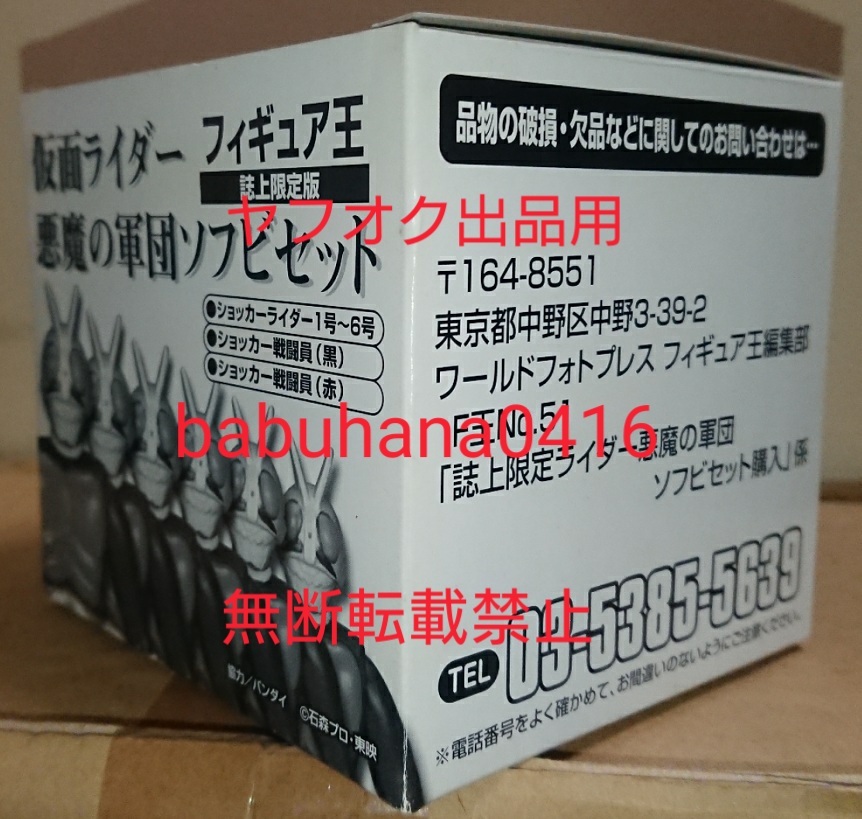 仮面ライダー
フィギュア王
誌上限定版
悪魔の軍団ソフビセット
●ショッカーライダー1号〜6号
●ショッカー戦闘員(黒)
●ショッカー戦闘員(赤)
協力/バンダイ
©石森プロ・東映
品物の破損・欠品などに関してのお問い合わせは…
〒164-8551
東京都中野区中野3-39-2
ワールドフォトプレス フィギュア王編集部
No.51
「誌上限定ライダー悪魔の軍団
ソフビセット購入」係
TEL 03-5385-5639
※電話番号をよく確かめて、お間違いのないようにご注意ください。
ヤフオク出品用
babuhana0416
無断転載禁止